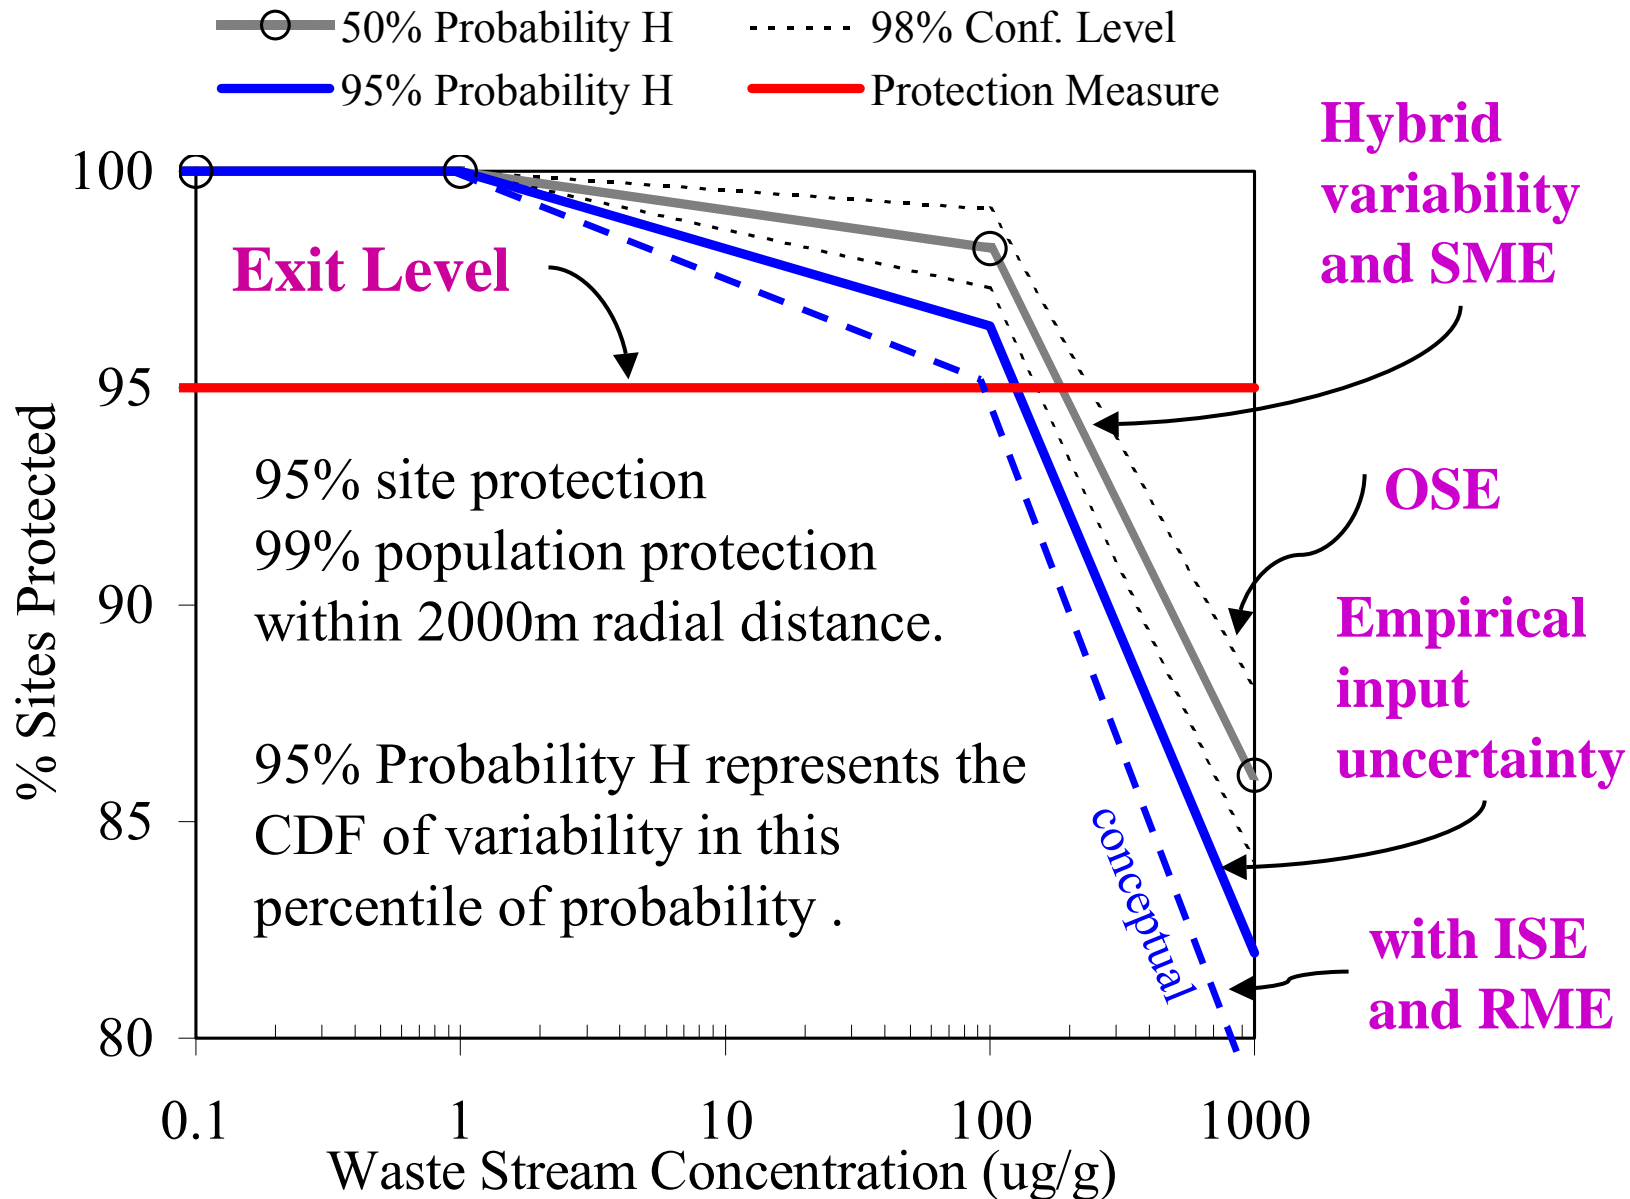 50% Probability H
98% Conf. Level
95% Probability H
Protection Measure
Hybrid
variability
and SME
100
Exit Level
95
% Sites Protected
95% site protection
99% population protection
within 2000m radial distance.
OSE
90
Empirical
input
uncertainty
95% Probability H represents the
CDF of variability in this
percentile of probability .
85
conceptual
with ISE
and RME
80
0.1
1
10
100
1000
Waste Stream Concentration (ug/g)